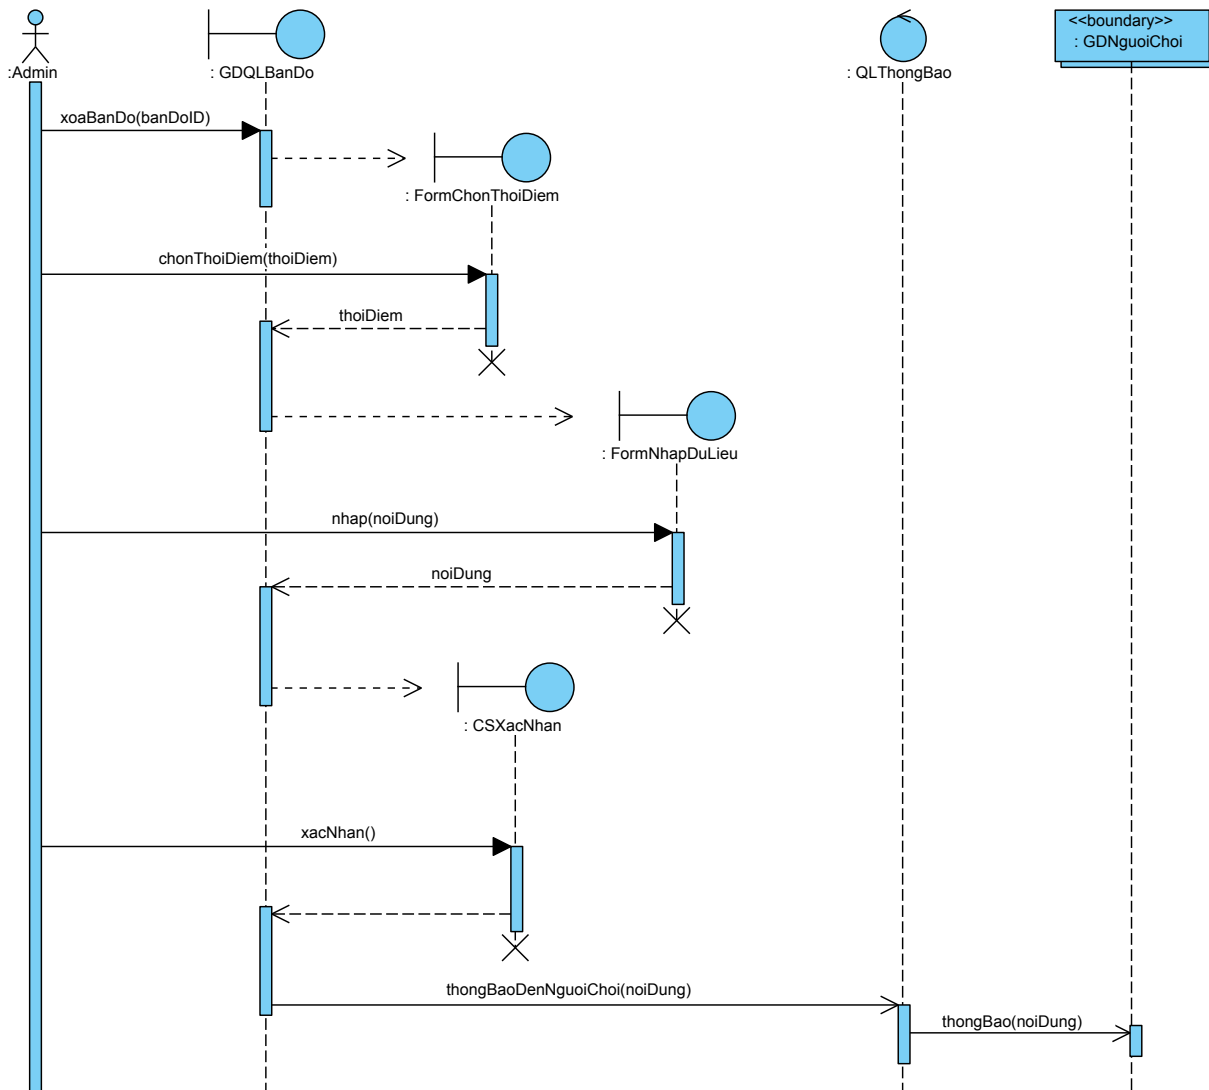 <<boundary>>
: GDNguoiChoi
:Admin
: GDQLBanDo
: QLThongBao
xoaBanDo(banDoID)
: FormChonThoiDiem
chonThoiDiem(thoiDiem)
thoiDiem
: FormNhapDuLieu
nhap(noiDung)
noiDung
: CSXacNhan
xacNhan()
thongBaoDenNguoiChoi(noiDung)
thongBao(noiDung)